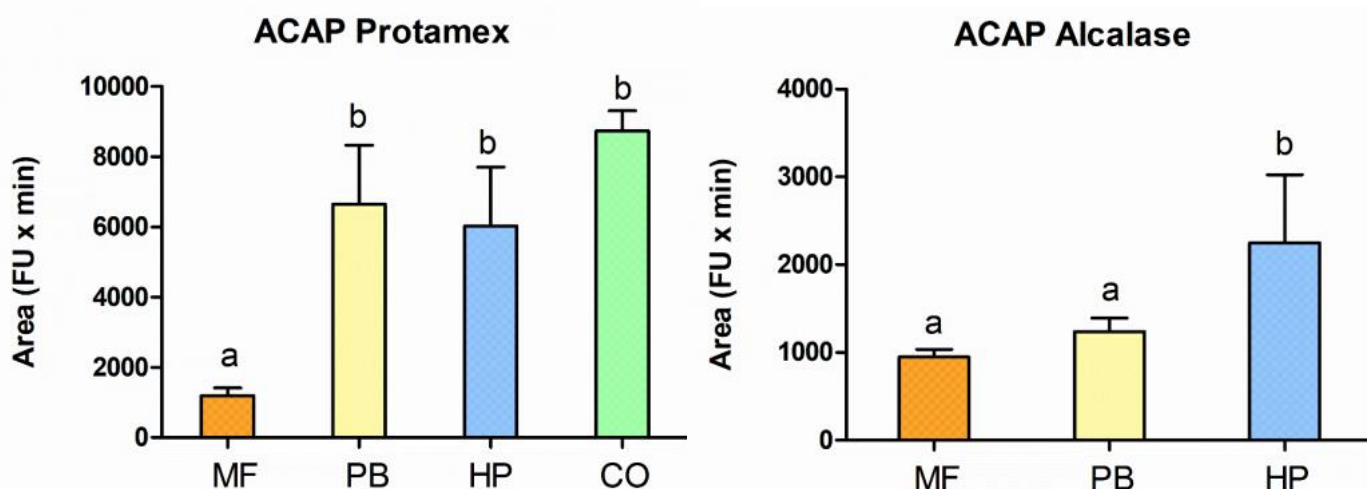 ACAP Protamex
Area (FU x min)
10000
8000
6000
4000
2000
0
a
b
b
b
MF PB HP CO
ACAP Alcalase
Area (FU x min)
4000
3000
2000
1000
0
a
a
b
MF PB HP